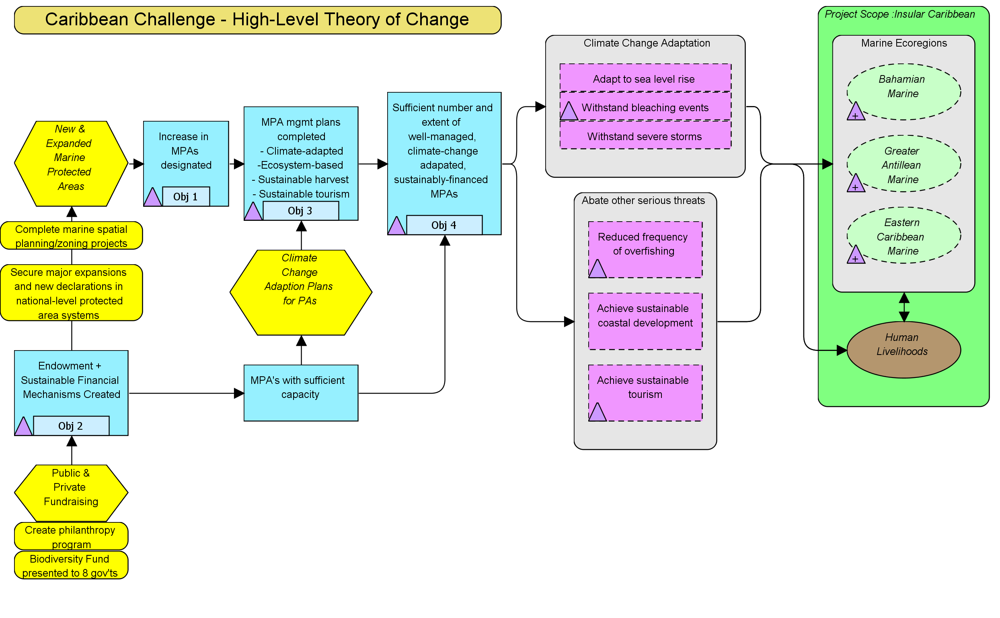 Caribbean Challenge - High-Level Theory of Change
New &
Expanded
Marine
Protected
Areas
Complete marine spatial
planning/zoning projects
Secure major expansions
and new declarations in
national-level protected
area systems
Endowment +
Sustainable Financial
Mechanisms Created
Obj 2
Public &
Private
Fundraising
Create philanthropy
program
Biodiversity Fund
presented to 8 gov'ts
Increase in
MPAs
designated
Obj 1
MPA mgmt plans
completed
- Climate-adapted
-Ecosystem-based
- Sustainable harvest
- Sustainable tourism
Obj 3
Climate
Change
Adaption Plans
for PAs
MPA's with sufficient
capacity
Sufficient number and
extent of
well-managed,
climate-change
adapated,
sustainably-financed
MPAs
Obj 4
Climate Change Adaptation
Adapt to sea level rise
Withstand bleaching events
Withstand severe storms
Abate other serious threats
Reduced frequency
of overfishing
Achieve sustainable
coastal development
Achieve sustainable
tourism
Project Scope :Insular Caribbean
Marine Ecoregions
Bahamian
Marine
+
Greater
Antillean
Marine
+
Eastern
Caribbean
Marine
+
Human
Livelihoods